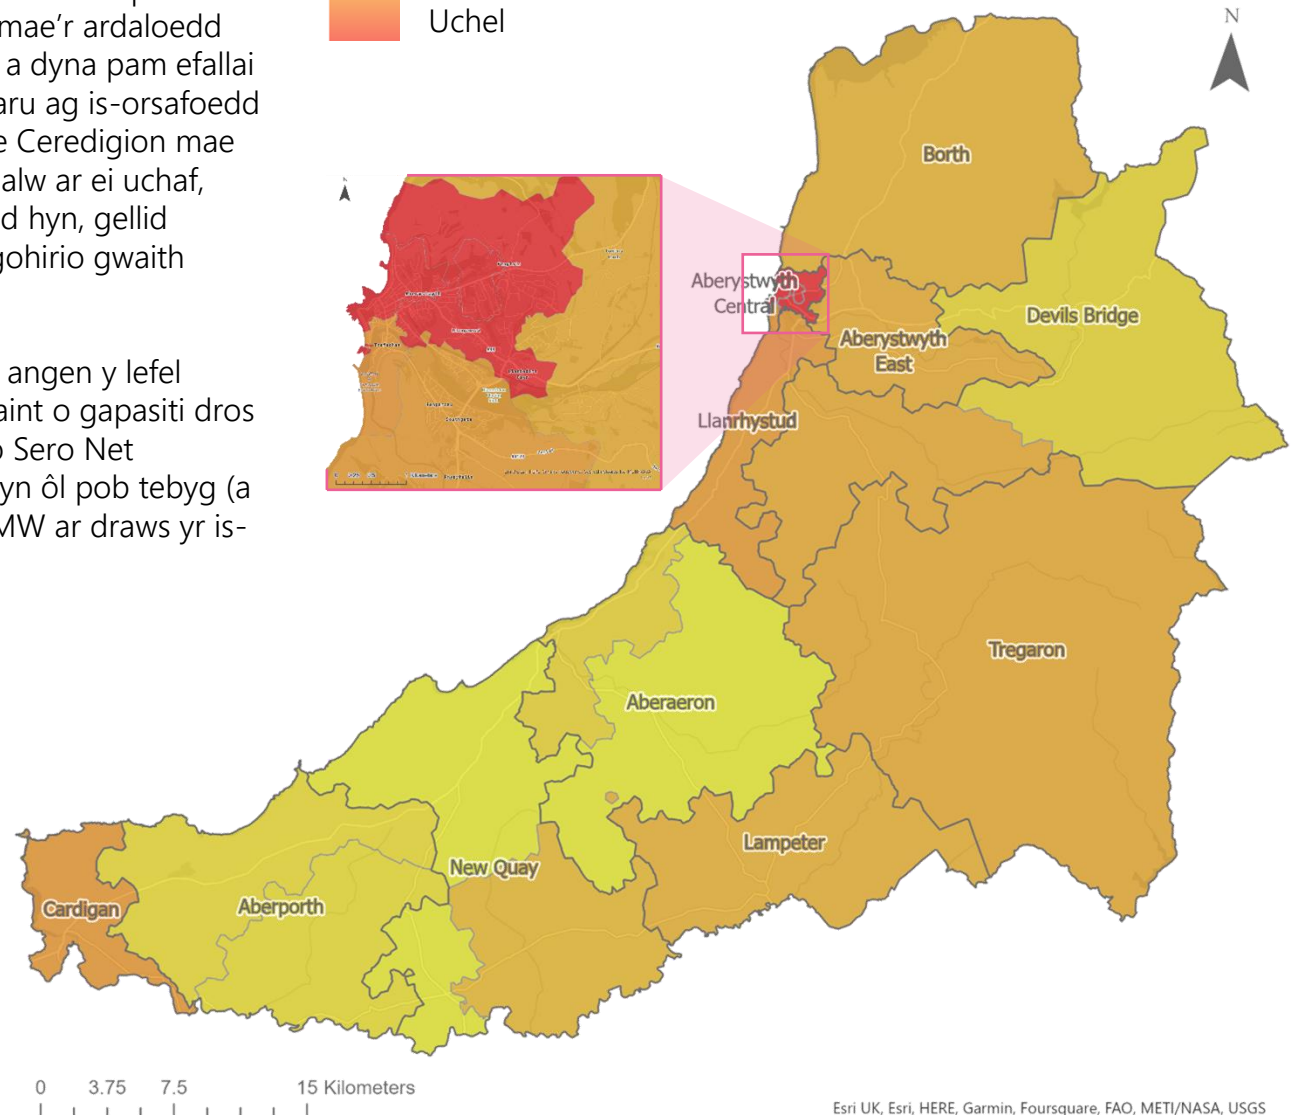 mae'r ardaloedd
a dyna pam efallai
aru ag is-orsafoedd
e Ceredigion mae
alw ar ei uchaf,
d hyn, gellid
gohirio gwaith
angen y lefel
aint o gapasiti dros
o Sero Net
yn ôl pob tebyg (a
MW ar draws yr is-
Uchel
N
Borth
Aberystwyth
Central
Devils Bridge
Aberystwyth
East
Llanrhystud
Tregaron
Aberaeron
Lampeter
New Quay
Cardigan
Aberporth
0 3.75 7.5 15 Kilometers
Esri UK, Esri, HERE, Garmin, Foursquare, FAO, METI/NASA, USGS